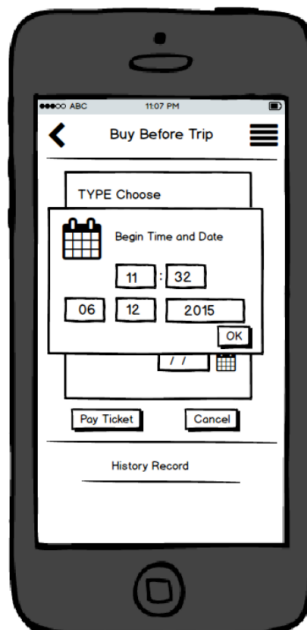 ABC 11:07 PM
Buy Before Trip
TYPE Choose
Begin Time and Date
11 : 32
06 12 2015
OK
/ /
Pay Ticket Cancel
History Record